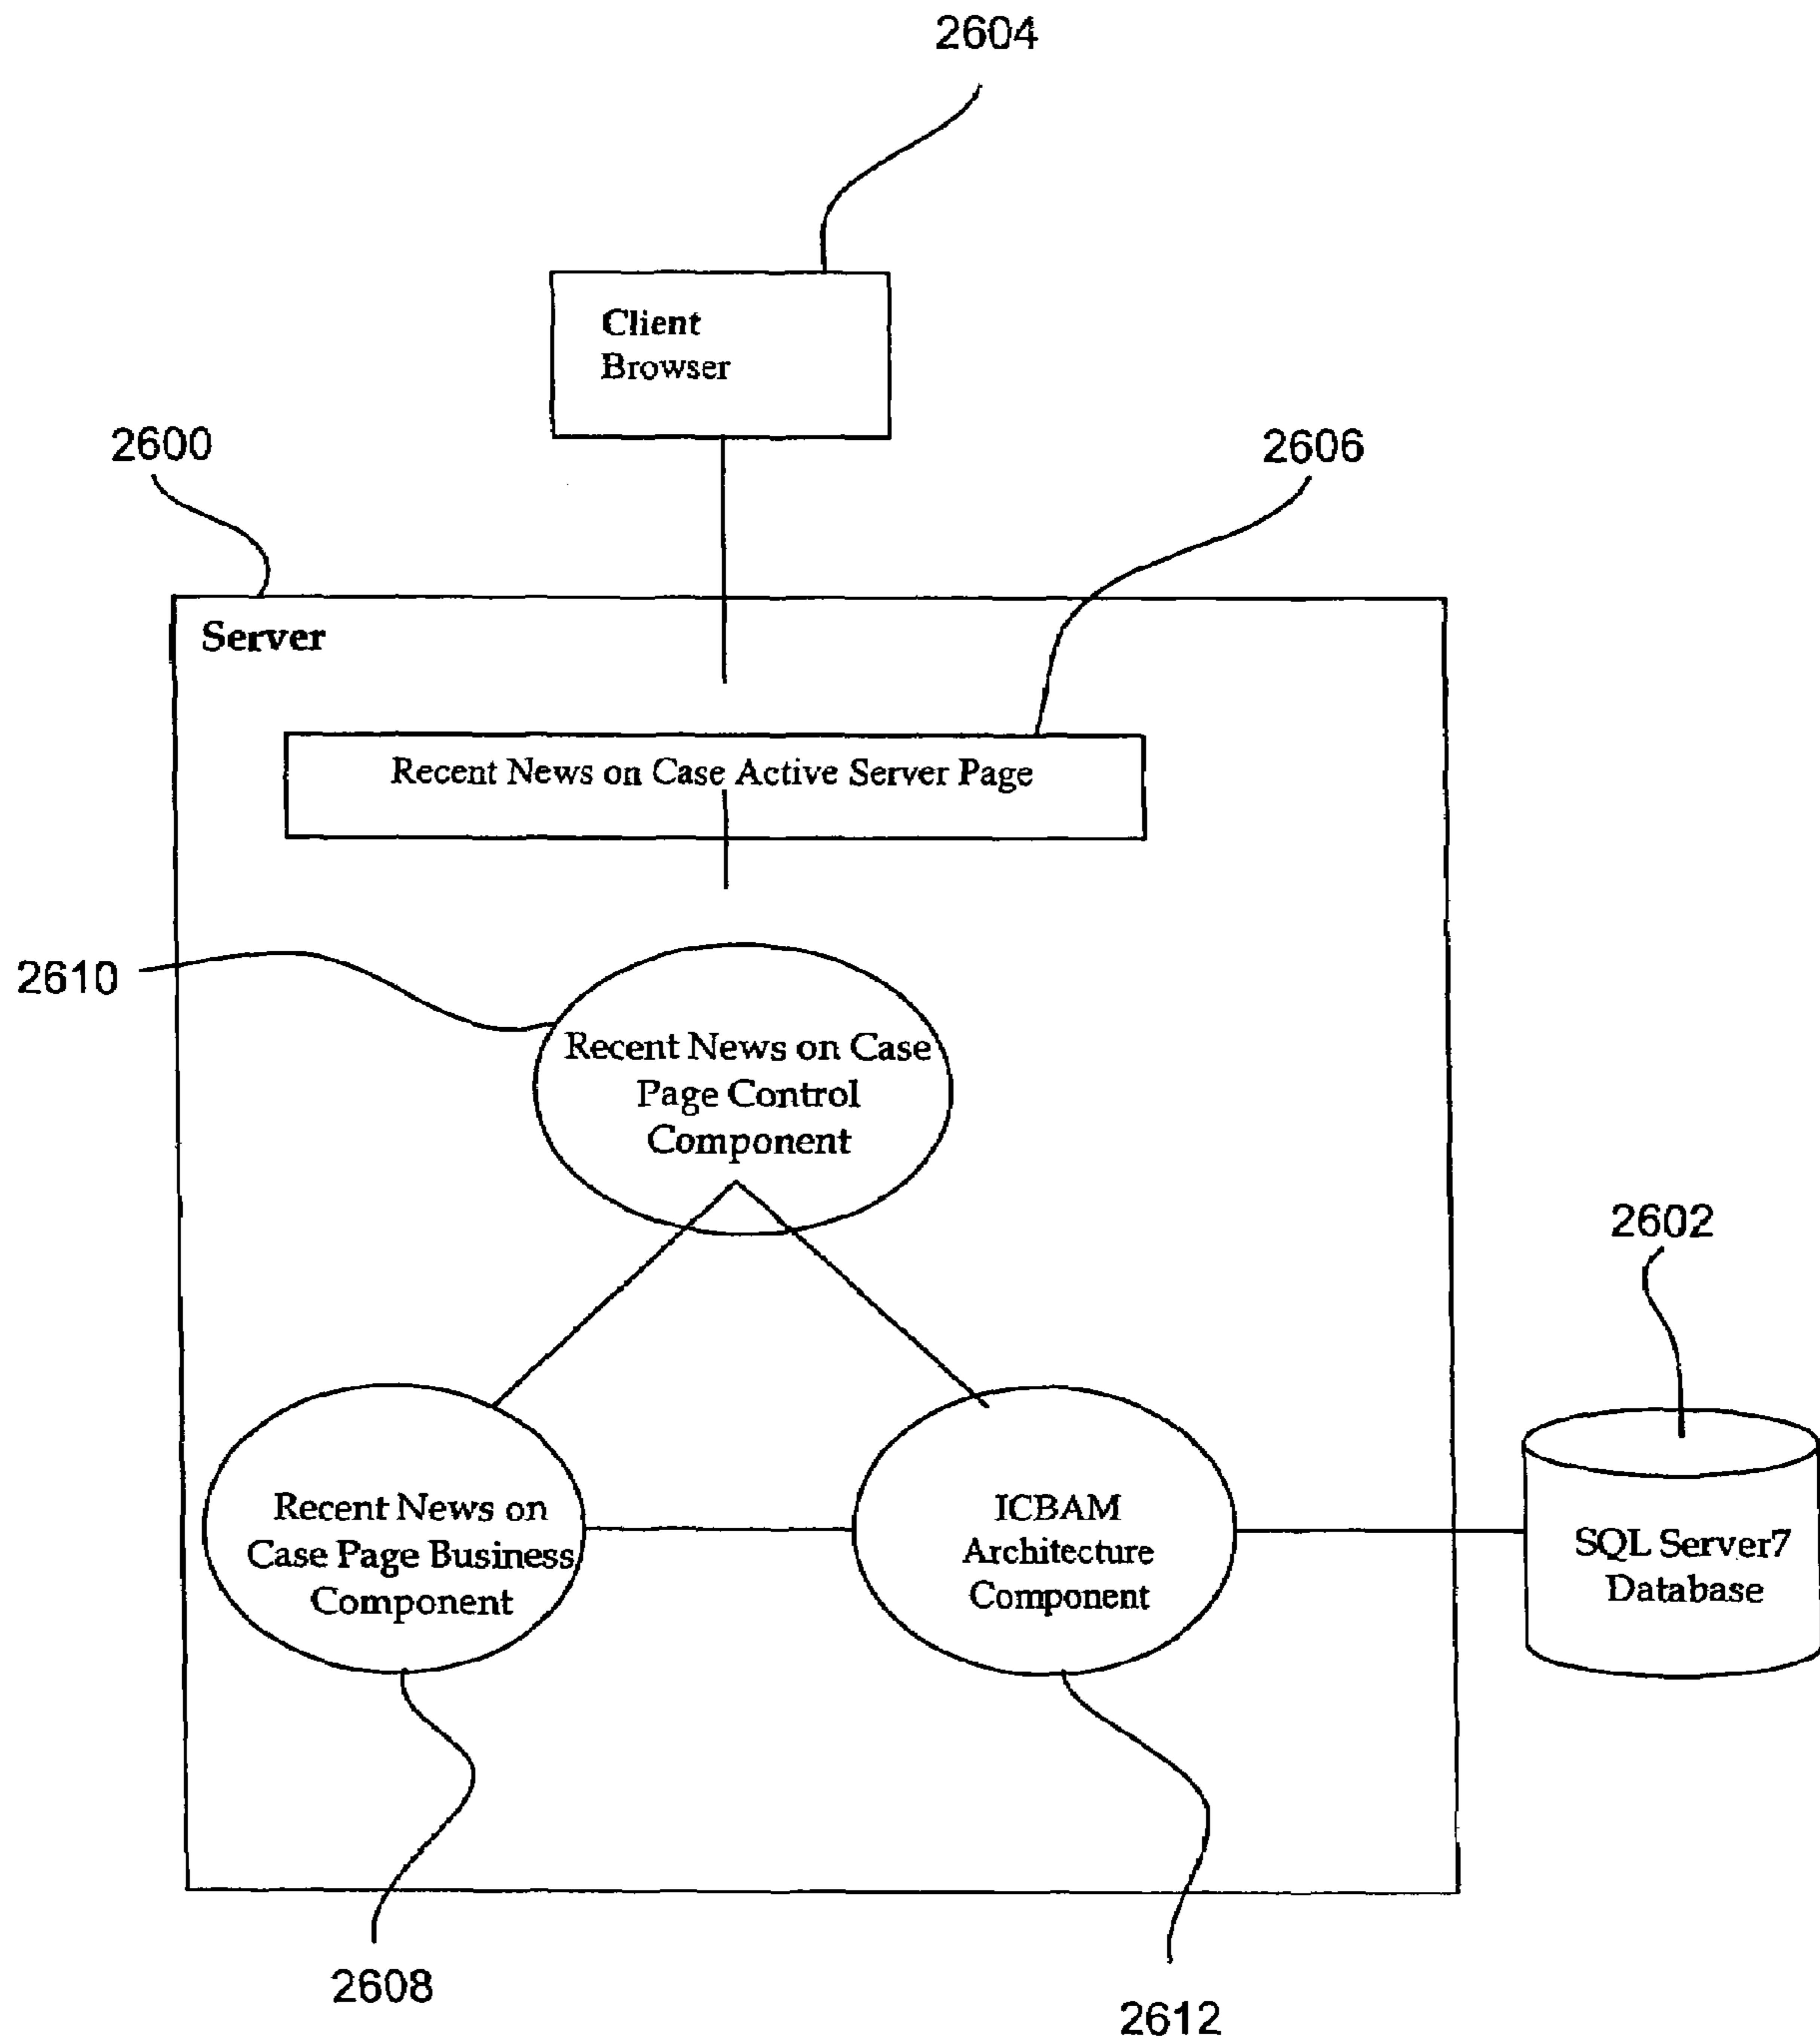 2604
Client
Browser
2600
2606
Server
Recent News on Case Active Server Page
2610
Recent News on Case
Page Control
Component
2602
Recent News on
Case Page Business
Component
ICBAM
Architecture
Component
SQL Server7
Database
2608
2612